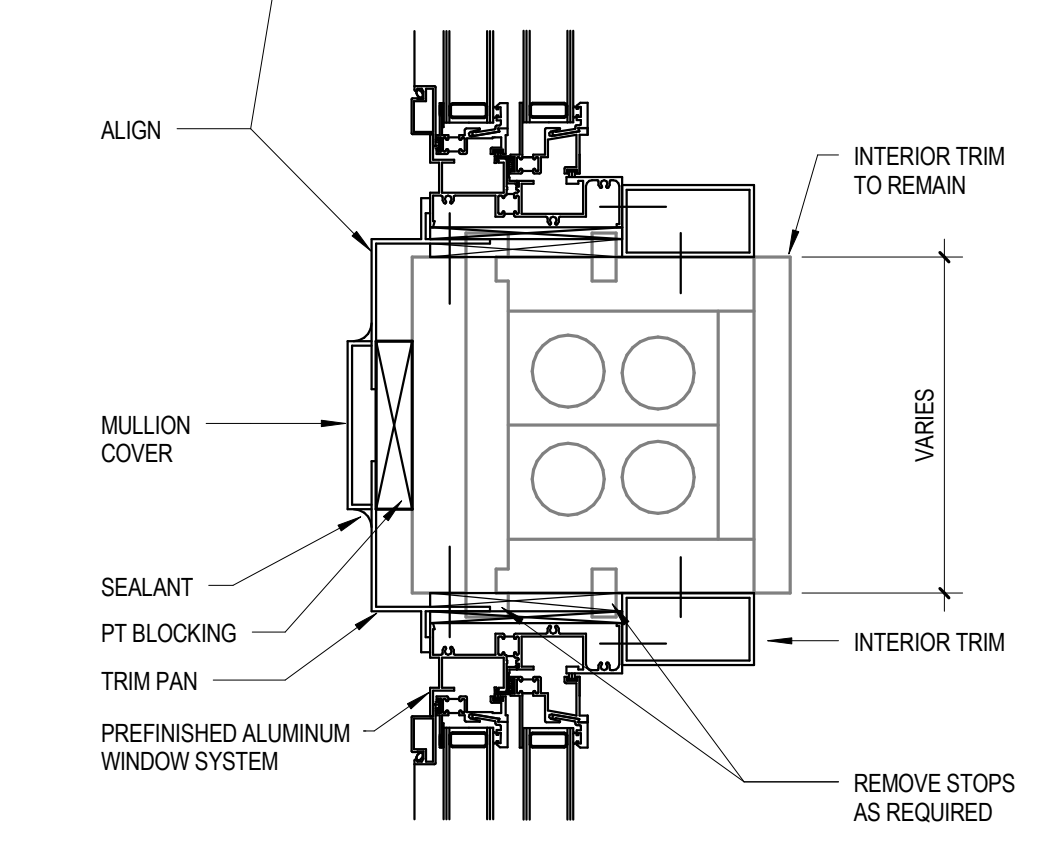 ALIGN
INTERIOR TRIM
TO REMAIN
MULLION
COVER
VARIES
SEALANT
PT BLOCKING
TRIM PAN
PREFINISHED ALUMINUM
WINDOW SYSTEM
INTERIOR TRIM
REMOVE STOPS
AS REQUIRED